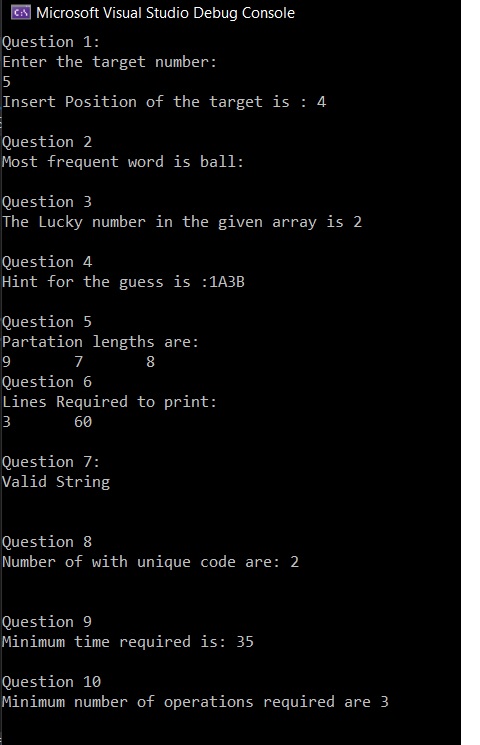 C:\ Microsoft Visual Studio Debug Console
Question 1:
Enter the target number:
5
Insert Position of the target is : 4
Question 2
Most frequent word is ball:
Question 3
The Lucky number in the given array is 2
Question 4
Hint for the guess is :1A3B
Question 5
Partation lengths are:
9 7 8
Question 6
Lines Required to print:
3 60
Question 7:
Valid String
Question 8
Number of with unique code are: 2
Question 9
Minimum time required is: 35
Question 10
Minimum number of operations required are 3